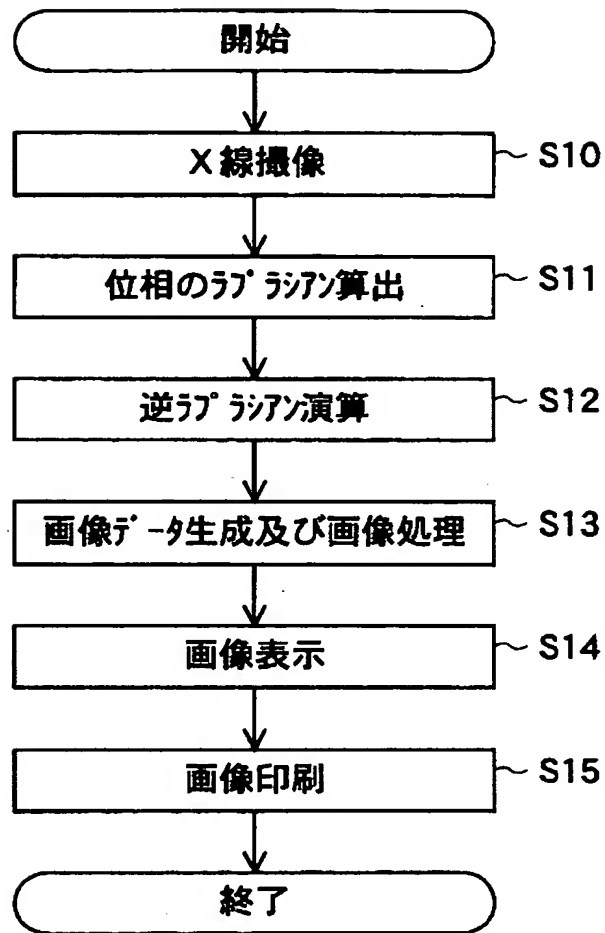 開始
X線撮像 S10
位相のﾗﾌﾟﾗｼｱﾝ算出 S11
逆ﾗﾌﾟﾗｼｱﾝ演算 S12
画像ﾃﾞｰﾀ生成及び画像処理 S13
画像表示 S14
画像印刷 S15
終了